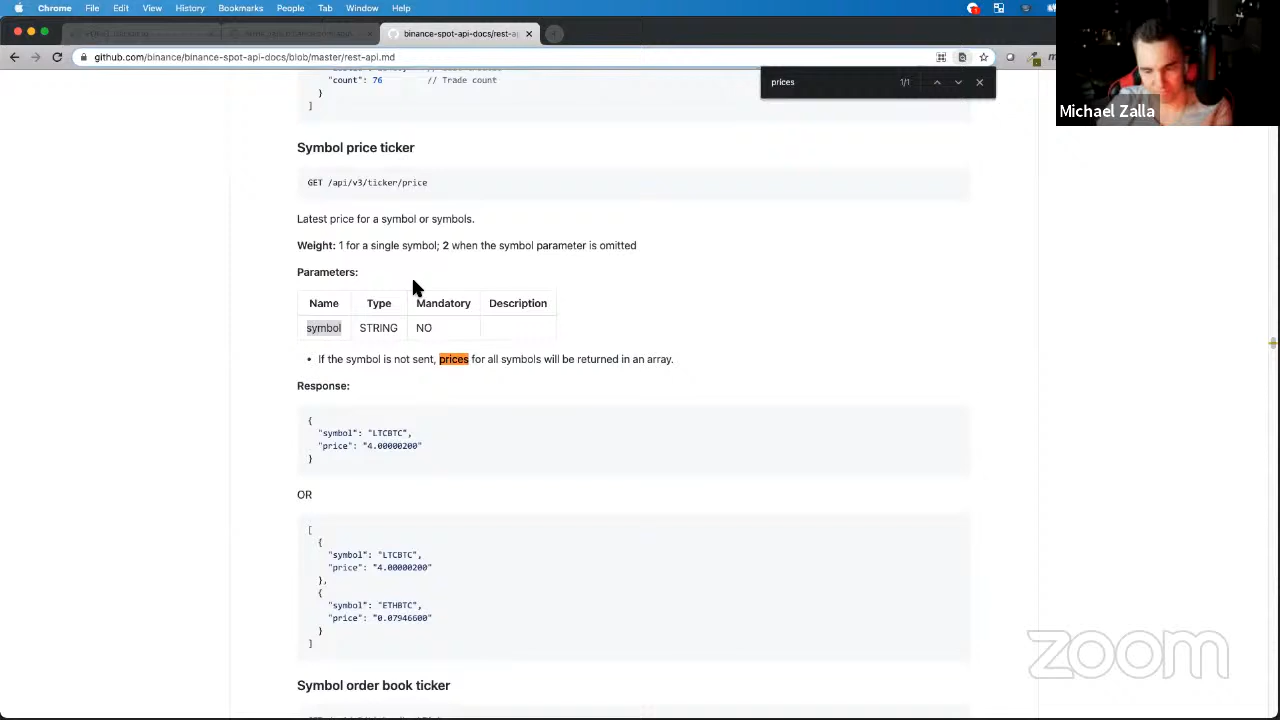 Chrome File Edit View History Bookmarks People Tab Window Help
binance-spot-api-docs/rest-a
github.com/binance/binance-spot-api-docs/blob/master/rest-api.md
prices 1/1
"count": 76 // Trade count
}
]
Michael Zalla
Symbol price ticker
GET /api/v3/ticker/price
Latest price for a symbol or symbols.
Weight: 1 for a single symbol; 2 when the symbol parameter is omitted
Parameters:
Name Type Mandatory Description
symbol STRING NO
• If the symbol is not sent, prices for all symbols will be returned in an array.
Response:
{
"symbol": "LTCBTC",
"price": "4.00000200"
}
OR
[
{
"symbol": "LTCBTC",
"price": "4.00000200"
},
{
"symbol": "ETHBTC",
"price": "0.07946600"
}
]
zoom
Symbol order book ticker